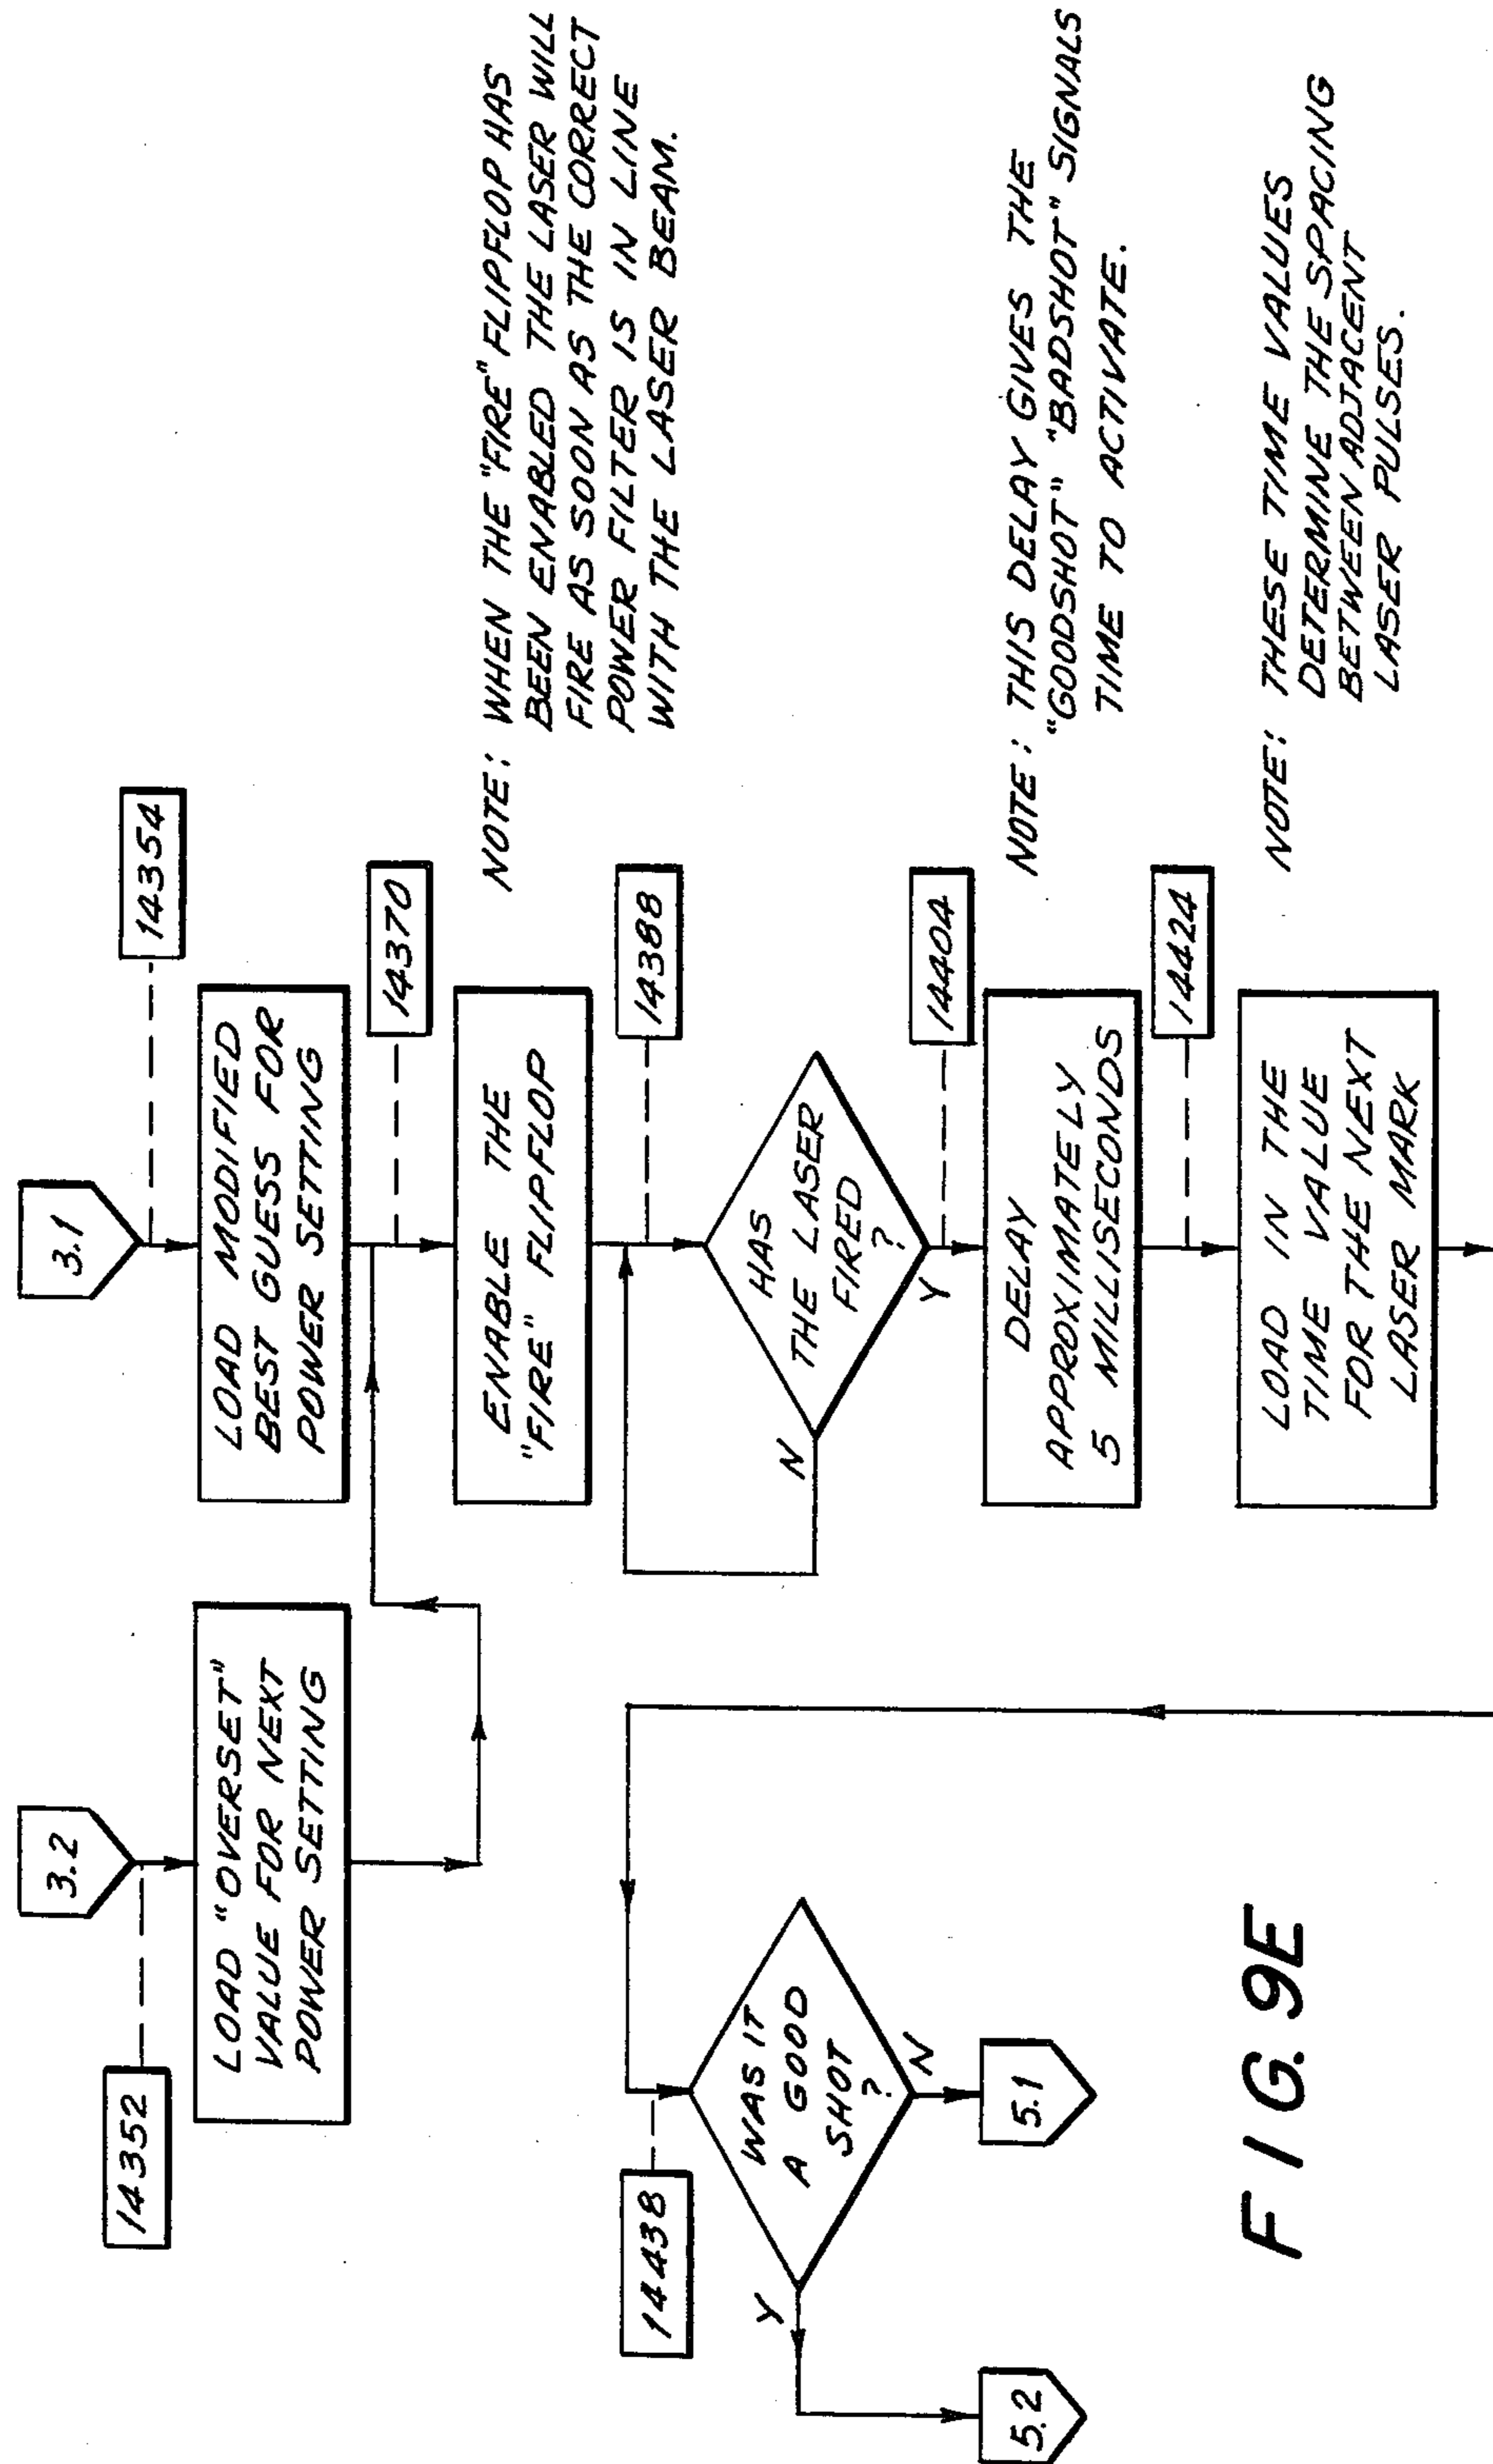 3.2
14352
LOAD "OVERSET"
VALUE FOR NEXT
POWER SETTING
3.1
14354
LOAD MODIFIED
BEST GUESS FOR
POWER SETTING
14370
ENABLE THE
"FIRE" FLIPFLOP
NOTE: WHEN THE "FIRE" FLIPFLOP HAS
BEEN ENABLED THE LASER WILL
FIRE AS SOON AS THE CORRECT
POWER FILTER IS IN LINE
WITH THE LASER BEAM.
14388
HAS
THE LASER
FIRED
?
N
Y
14404
DELAY
APPROXIMATELY
5 MILLISECONDS
NOTE: THIS DELAY GIVES THE
"GOODSHOT" "BADSHOT" SIGNALS
TIME TO ACTIVATE.
14424
LOAD IN THE
TIME VALUE
FOR THE NEXT
LASER MARK
NOTE: THESE TIME VALUES
DETERMINE THE SPACING
BETWEEN ADJACENT
LASER PULSES.
14438
WAS IT
A GOOD
SHOT
?
Y
N
5.2
5.1
FIG. 9E